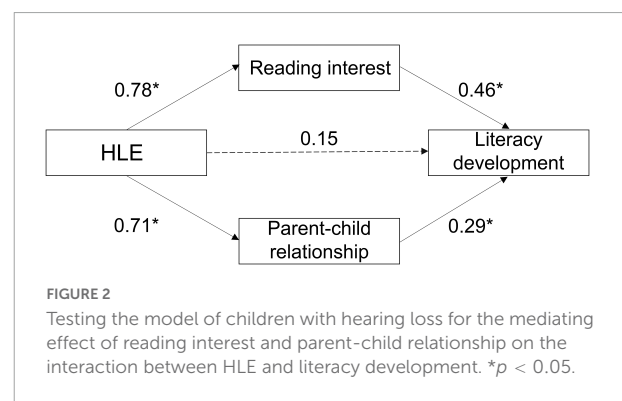 Reading interest
0.78*
0.46*
HLE
0.15
Literacy
development
0.71*
Parent-child
relationship
0.29*
FIGURE 2
Testing the model of children with hearing loss for the mediating
effect of reading interest and parent-child relationship on the
interaction between HLE and literacy development. *p < 0.05.